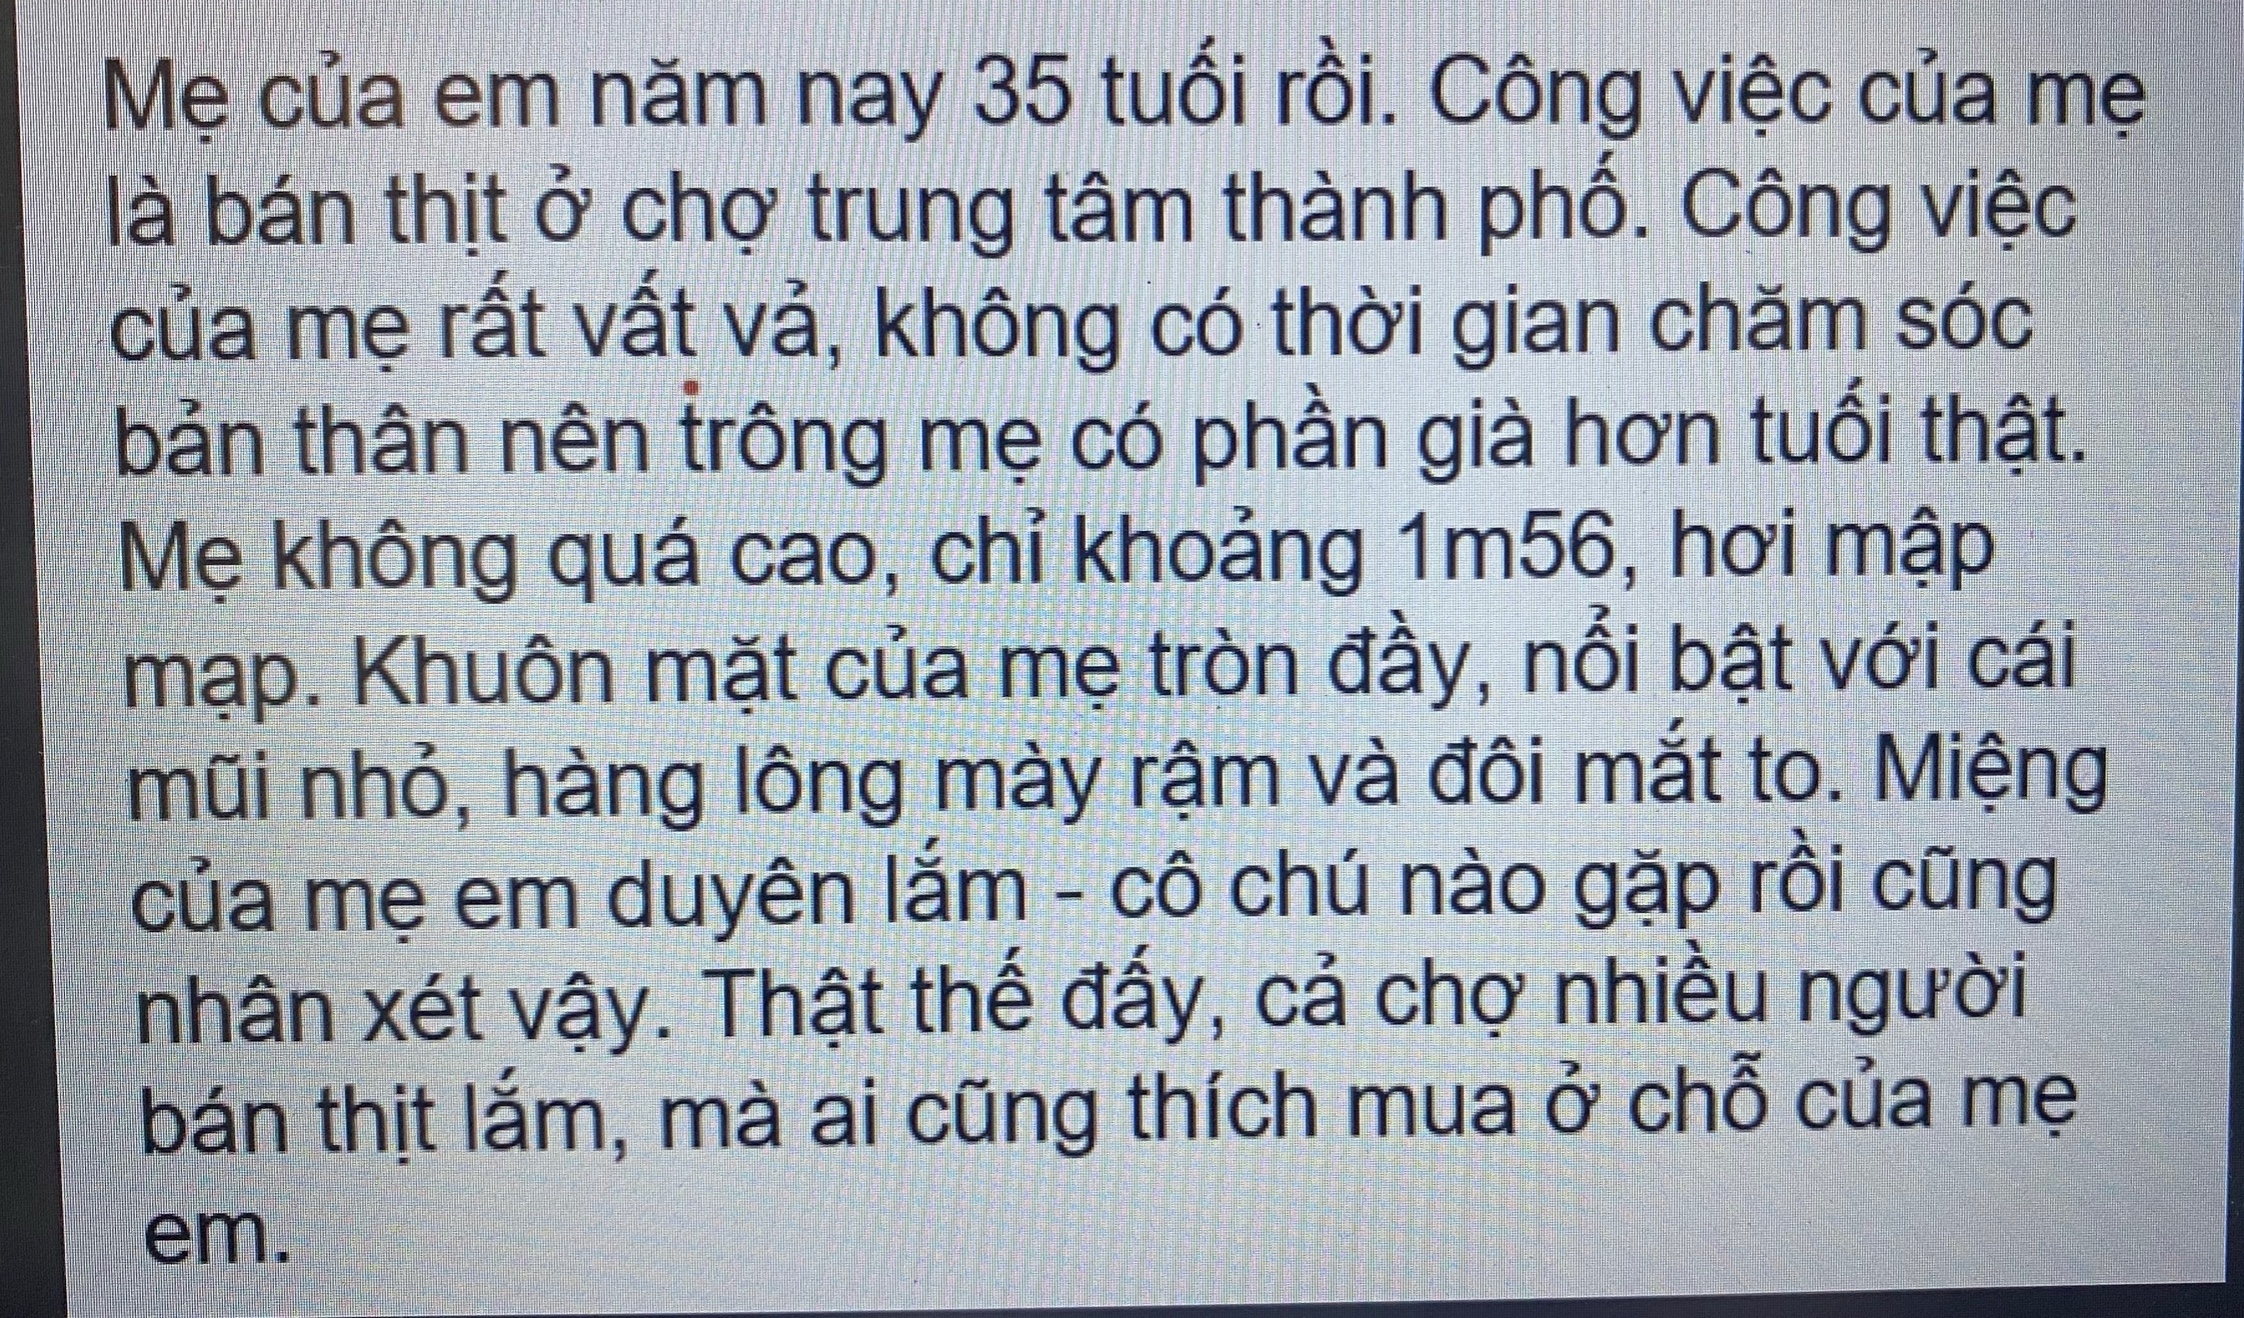 Mẹ của em năm nay 35 tuổi rồi. Công việc của mẹ
là bán thịt ở chợ trung tâm thành phố. Công việc
của mẹ rất vất vả, không có thời gian chăm sóc
bản thân nên trông mẹ có phần già hơn tuổi thật.
Mẹ không quá cao, chỉ khoảng 1m56, hơi mập
mạp. Khuôn mặt của mẹ tròn đầy, nổi bật với cái
mũi nhỏ, hàng lông mày rậm và đôi mắt to. Miệng
của mẹ em duyên lắm - cô chú nào gặp rồi cũng
nhân xét vậy. Thật thế đấy, cả chợ nhiều người
bán thịt lắm, mà ai cũng thích mua ở chỗ của mẹ
em.